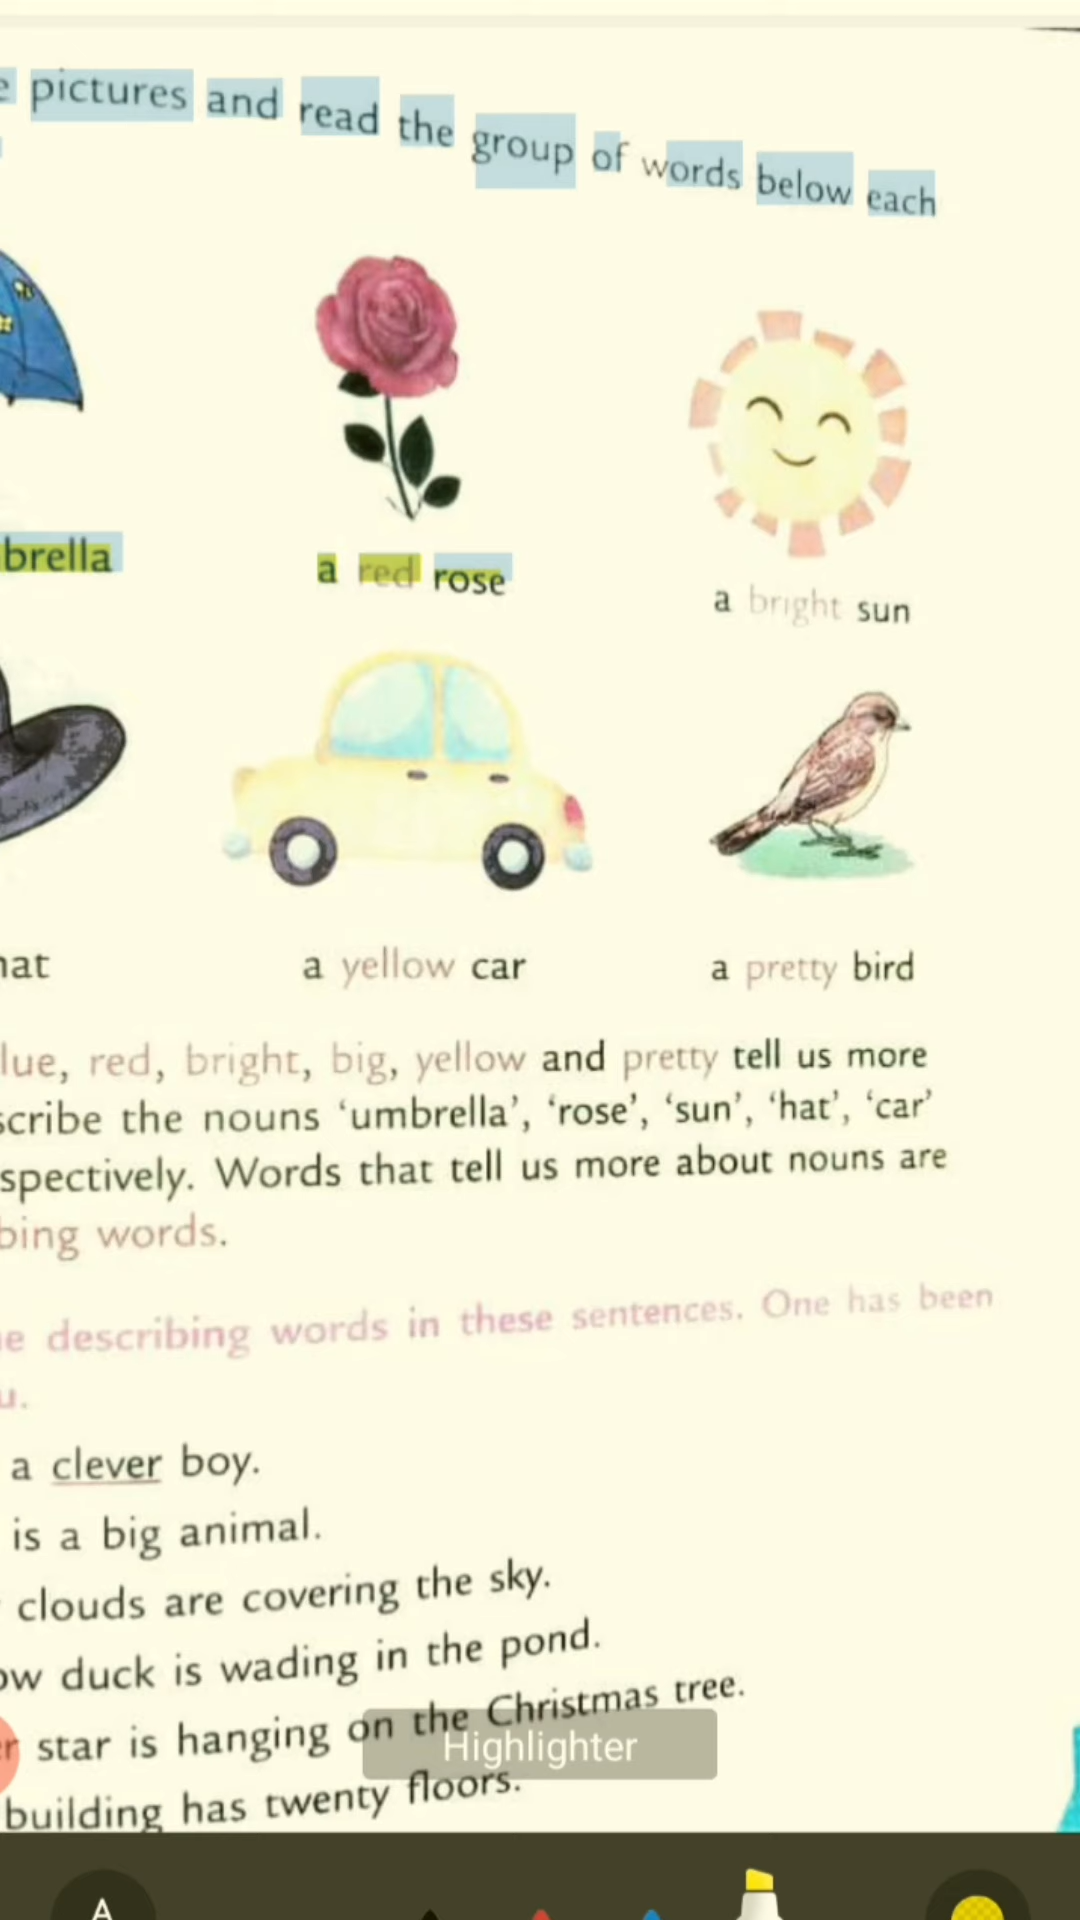 pictures and read the group of words below each
brella
a red rose
a bright sun
hat
a yellow car
a pretty bird
lue, red, bright, big, yellow and pretty tell us more
scribe the nouns ‘umbrella’, ‘rose’, ‘sun’, ‘hat’, ‘car’
spectively. Words that tell us more about nouns are
bing words.
e describing words in these sentences. One has been
u.
a clever boy.
is a big animal.
clouds are covering the sky.
ow duck is wading in the pond.
r star is hanging on the Christmas tree.
Highlighter
building has twenty floors.
A